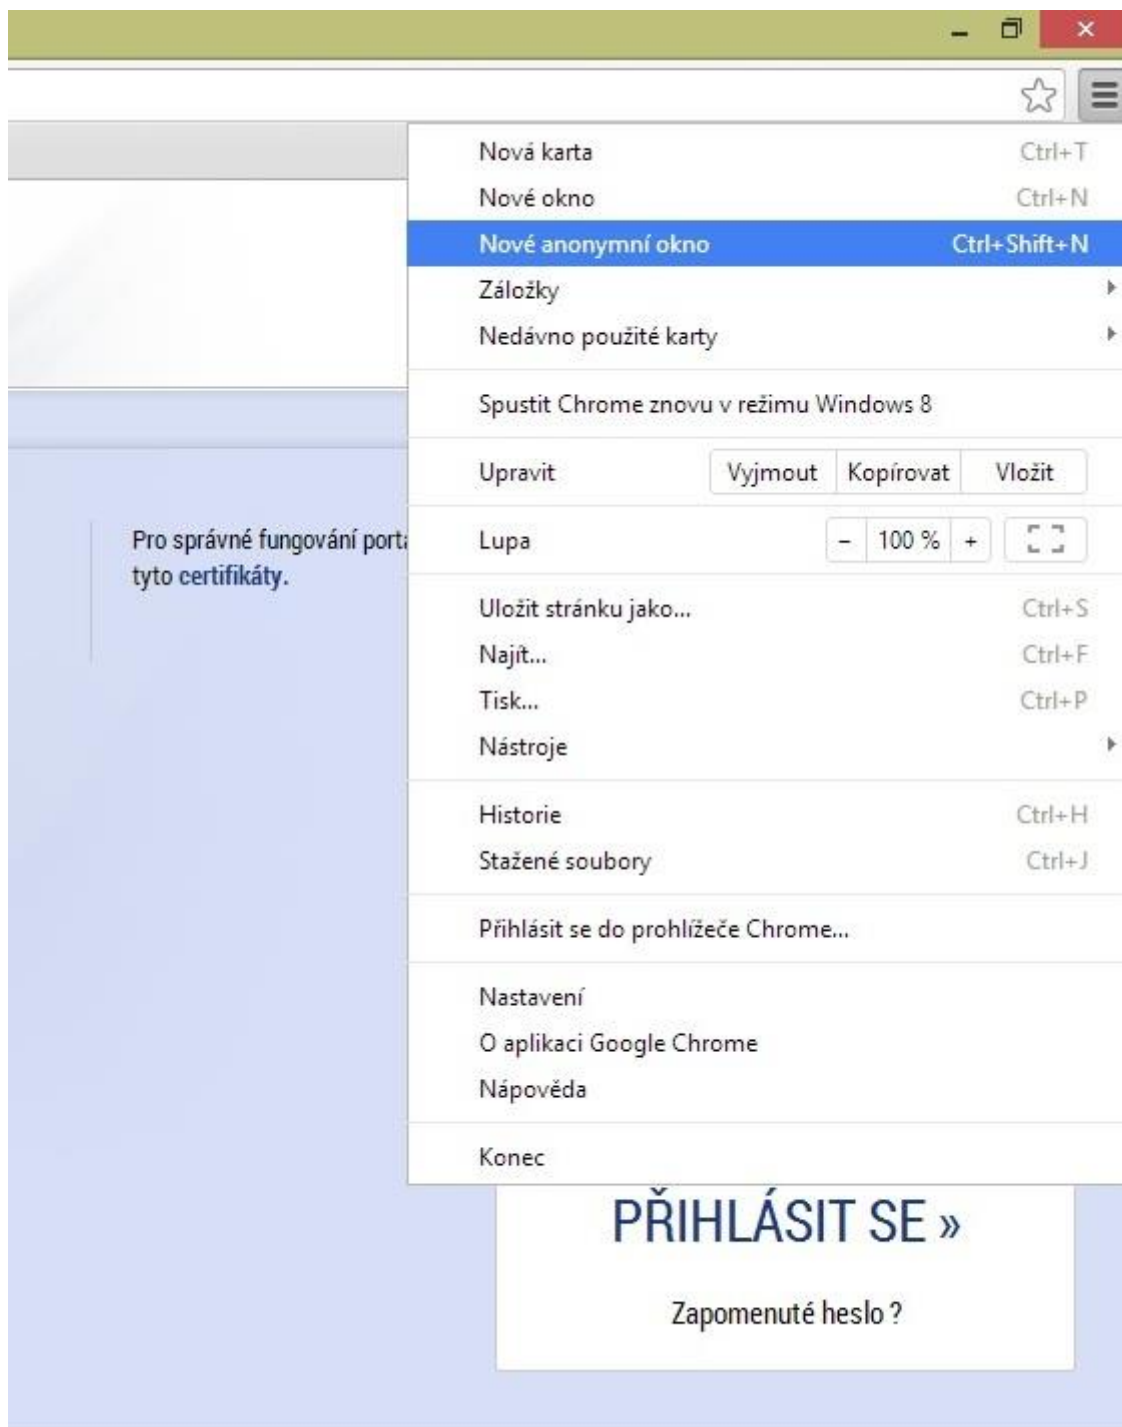 Nová karta Ctrl+T
Nové okno Ctrl+N
Nové anonymní okno Ctrl+Shift+N
Záložky
Nedávno použité karty
Spustit Chrome znovu v režimu Windows 8
Upravit Vyjmout Kopírovat Vložit
Pro správné fungování
tyto certifikáty.
Lupa − 100 % +
Uložit stránku jako... Ctrl+S
Najít... Ctrl+F
Tisk... Ctrl+P
Nástroje
Historie Ctrl+H
Stažené soubory Ctrl+J
Přihlásit se do prohlížeče Chrome...
Nastavení
O aplikaci Google Chrome
Nápověda
Konec
PŘIHLÁSIT SE »
Zapomenuté heslo ?